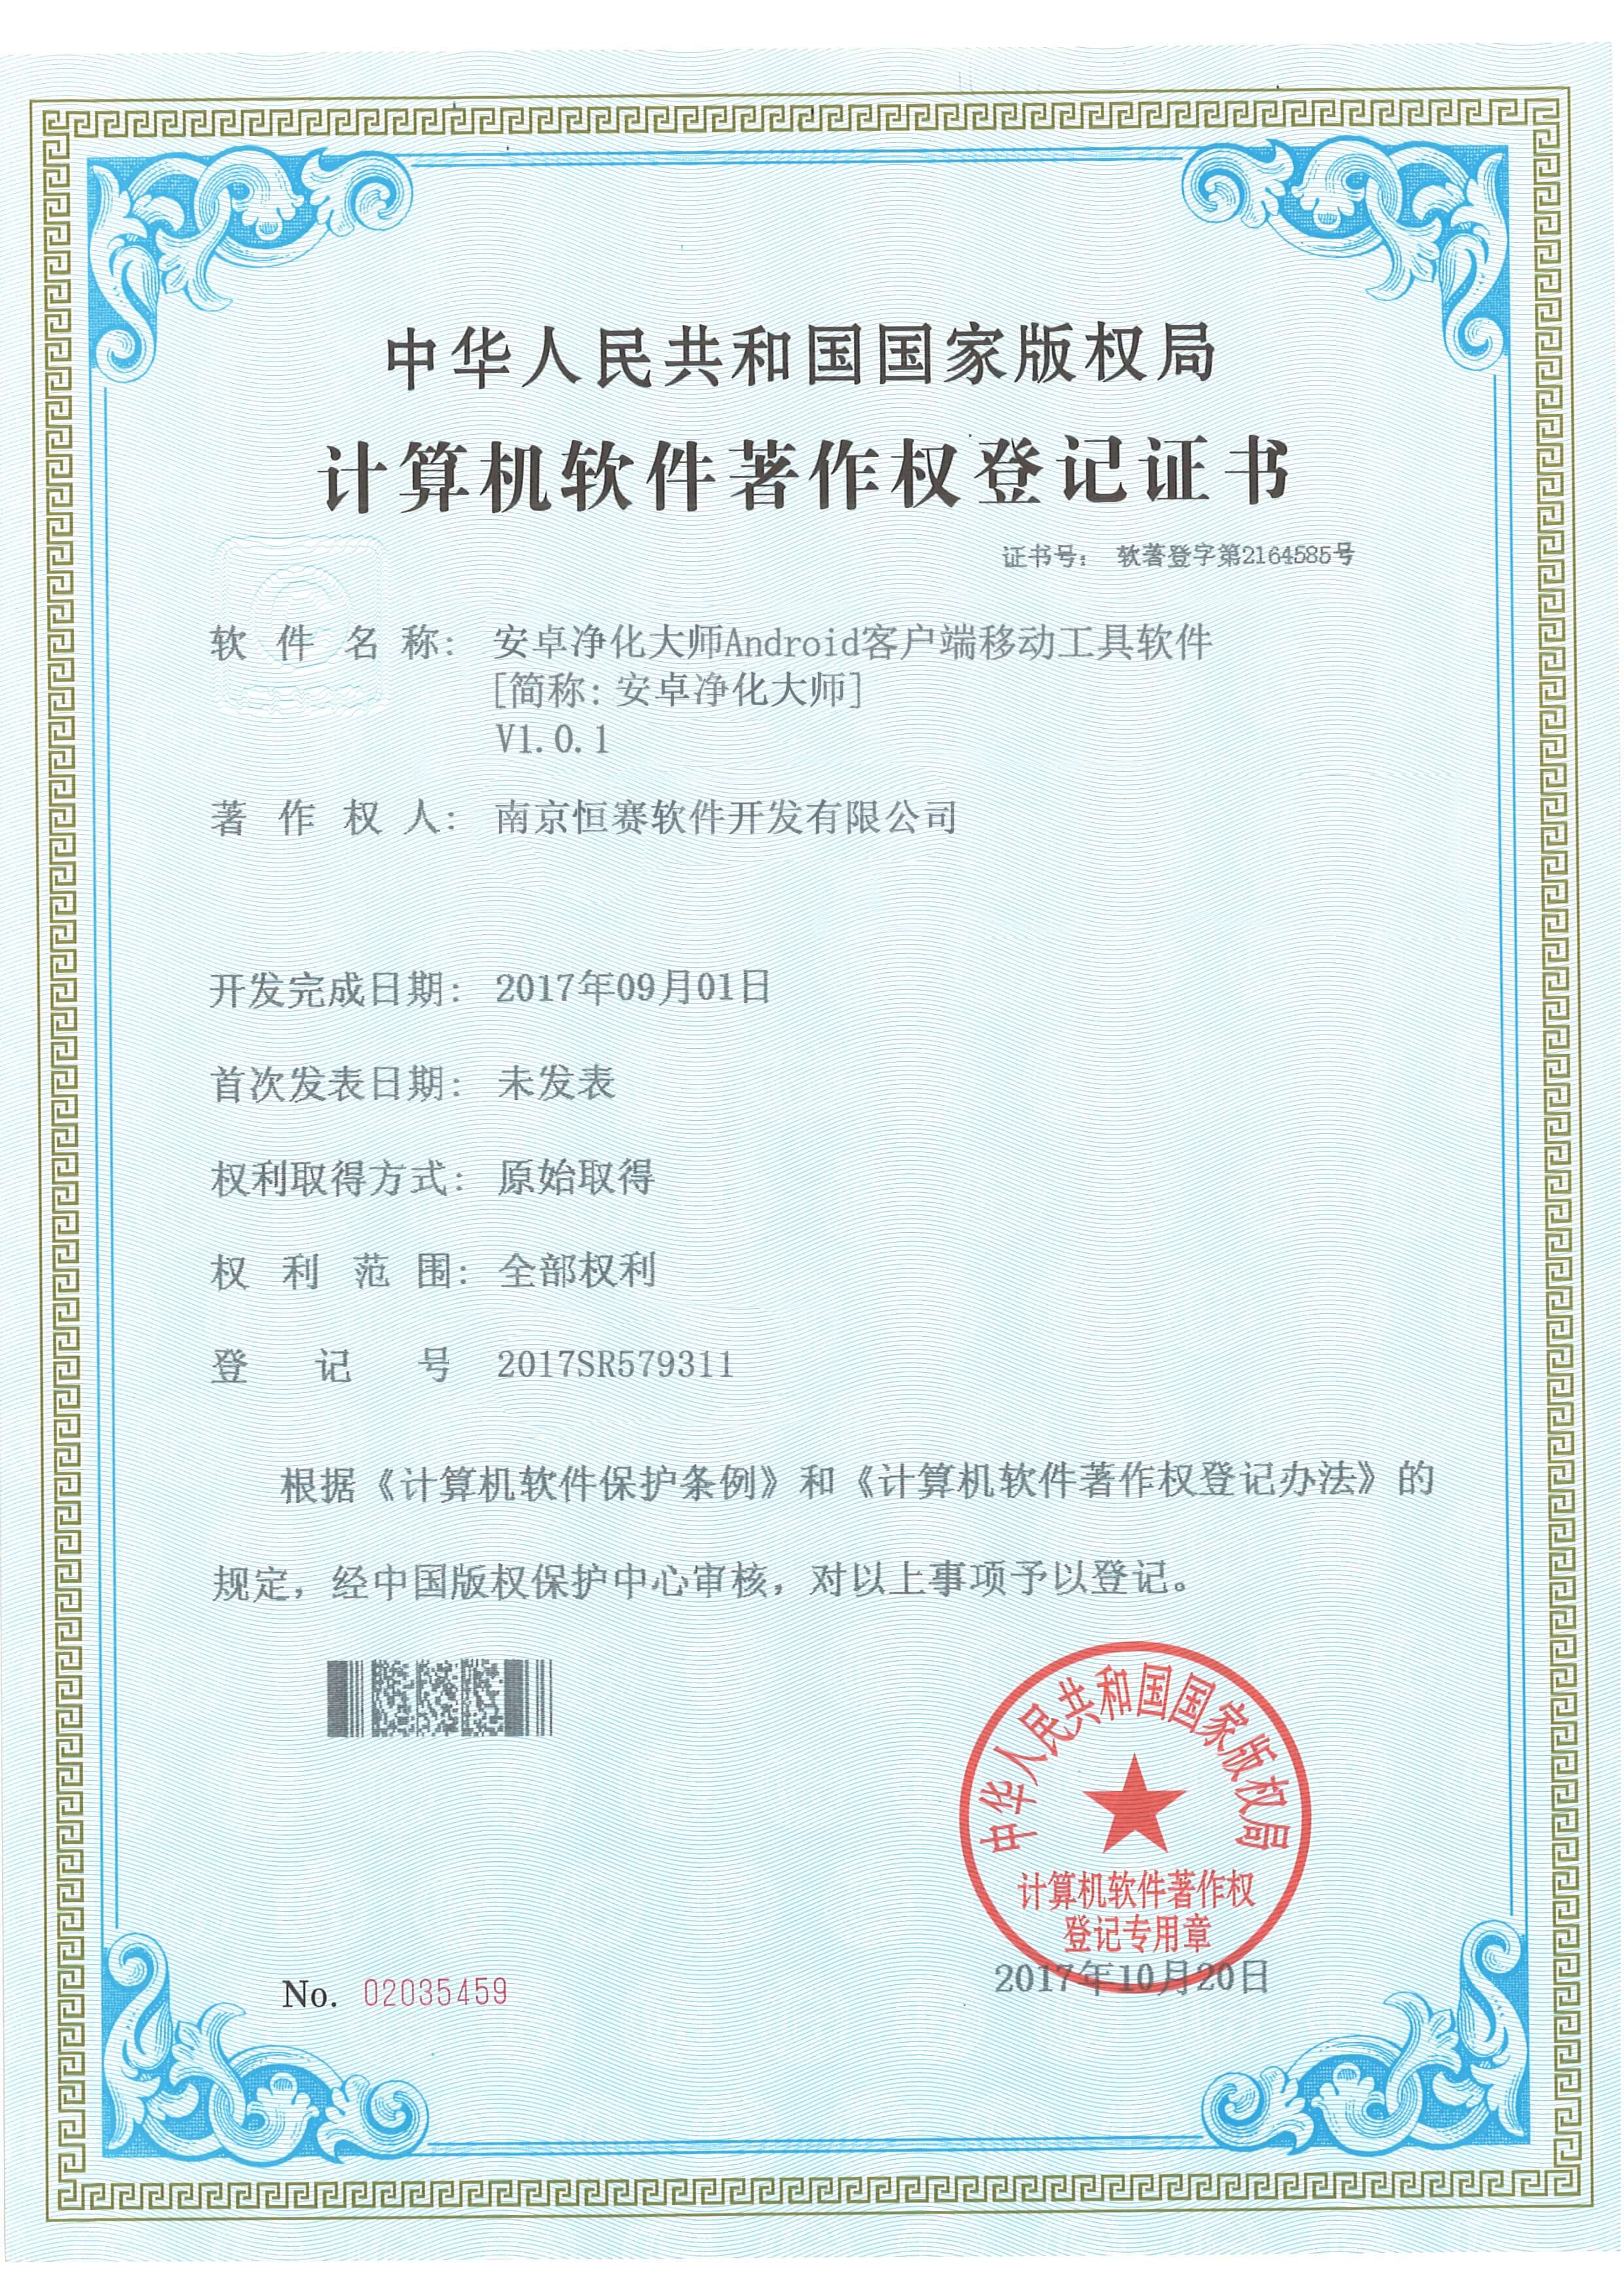 中华人民共和国国家版权局
计算机软件著作权登记证书
证书号： 软著登字第2164585号
软件名称： 安卓净化大师Android客户端移动工具软件
[简称：安卓净化大师]
V1.0.1
著作权人： 南京恒赛软件开发有限公司
开发完成日期： 2017年09月01日
首次发表日期： 未发表
权利取得方式： 原始取得
权利范围： 全部权利
登记号 2017SR579311
根据《计算机软件保护条例》和《计算机软件著作权登记办法》的
规定，经中国版权保护中心审核，对以上事项予以登记。
中华人民共和国国家版权局
计算机软件著作权
登记专用章
2017年10月20日
No. 02035459